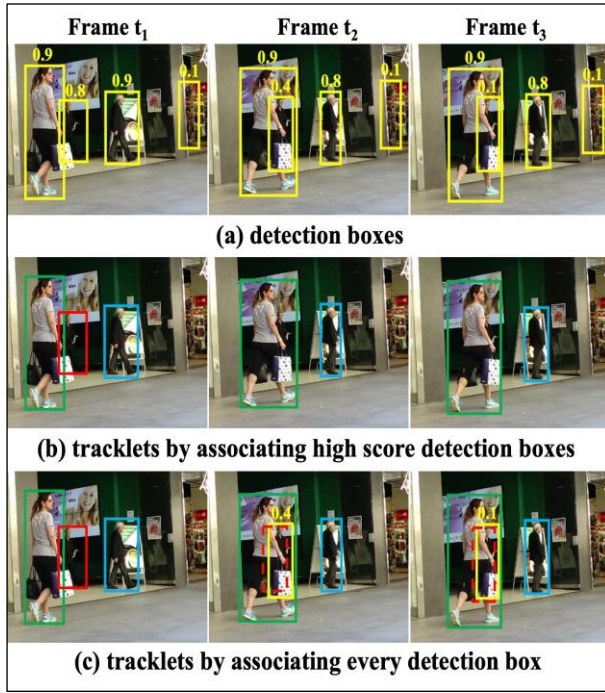 Frame t1 Frame t2 Frame t3
0.9 0.8 0.9 0.1 0.9 0.4 0.8 0.1 0.9 0.1 0.8 0.1
(a) detection boxes
(b) tracklets by associating high score detection boxes
0.4 0.1
(c) tracklets by associating every detection box